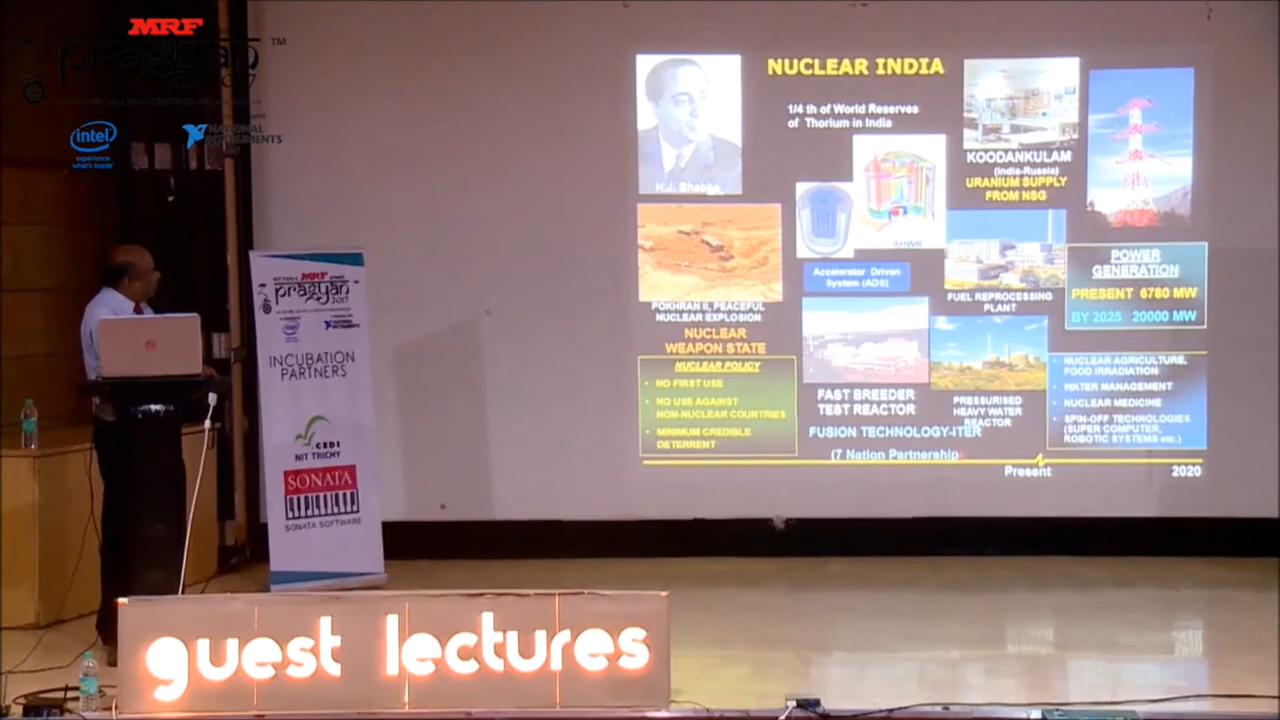 MRF
pragyan
2017
TM
intel
experience
what's inside
NATIONAL
INSTRUMENTS
MRF
pragyan
2017
intel
INCUBATION
PARTNERS
CEDI
NIT TRICHY
SONATA
SONATA SOFTWARE
NUCLEAR INDIA
H.J. Bhabha
1/4 th of World Reserves
of Thorium in India
AHWR
Accelerator Driven
System (ADS)
KOODANKULAM
(India-Russia)
URANIUM SUPPLY
FROM NSG
FUEL REPROCESSING
PLANT
POWER
GENERATION
PRESENT 6780 MW
BY 2025 20000 MW
POKHRAN II, PEACEFUL
NUCLEAR EXPLOSION
NUCLEAR
WEAPON STATE
NUCLEAR POLICY
• NO FIRST USE
• NO USE AGAINST
NON-NUCLEAR COUNTRIES
• MINIMUM CREDIBLE
DETERRENT
FAST BREEDER
TEST REACTOR
PRESSURISED
HEAVY WATER
REACTOR
FUSION TECHNOLOGY-ITER
(7 Nation Partnership)
• NUCLEAR AGRICULTURE,
FOOD IRRADIATION
• WATER MANAGEMENT
• NUCLEAR MEDICINE
• SPIN-OFF TECHNOLOGIES
(SUPER COMPUTER,
ROBOTIC SYSTEMS etc.)
Present
2020
guest lectures